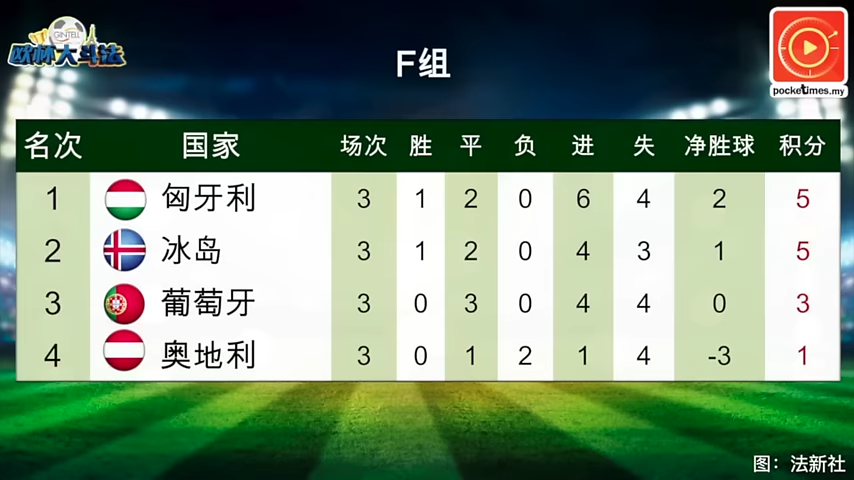 GINTELL
欧杯大斗法
F组
pocketimes.my
名次 国家 场次 胜 平 负 进 失 净胜球 积分
1 匈牙利 3 1 2 0 6 4 2 5
2 冰岛 3 1 2 0 4 3 1 5
3 葡萄牙 3 0 3 0 4 4 0 3
4 奥地利 3 0 1 2 1 4 -3 1
图：法新社